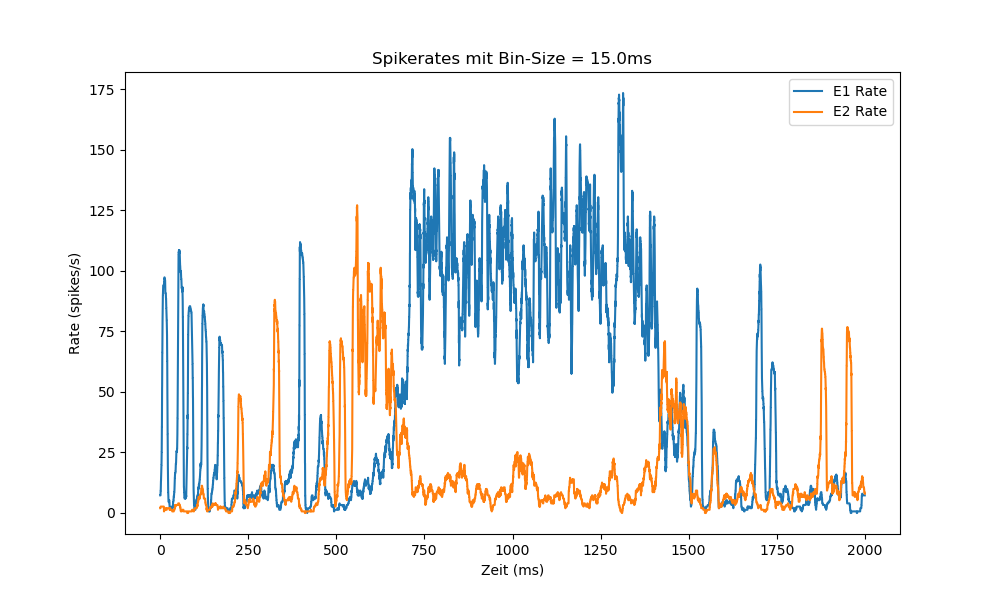 Spikerates mit Bin-Size = 15.0ms
E1 Rate
E2 Rate
Rate (spikes/s)
175
150
125
100
75
50
25
0
0 250 500 750 1000 1250 1500 1750 2000
Zeit (ms)